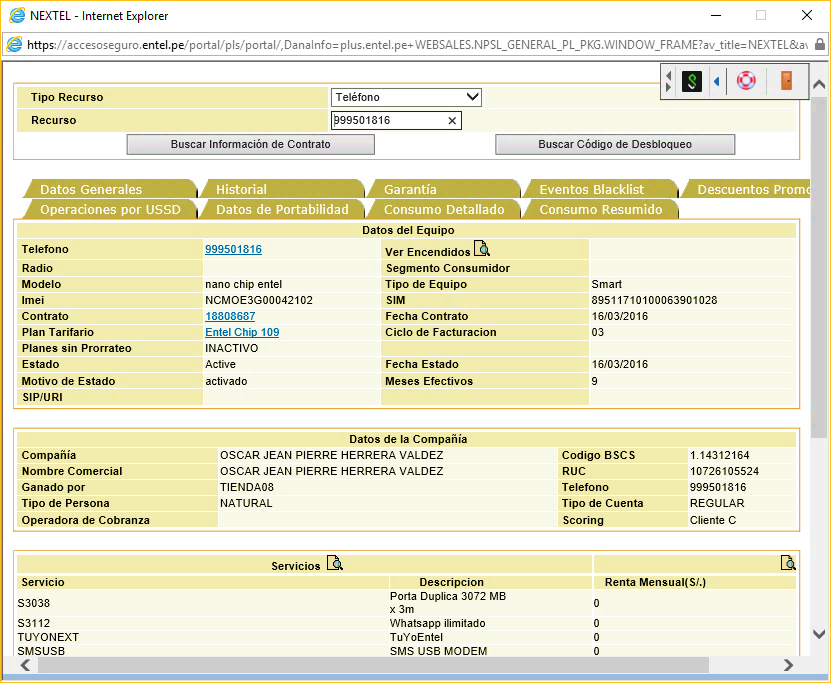 NEXTEL - Internet Explorer
https://accesoseguro.entel.pe/portal/pls/portal/,DanaInfo=plus.entel.pe+WEBSALES.NPSL_GENERAL_PL_PKG.WINDOW_FRAME?av_title=NEXTEL&av
Tipo Recurso Teléfono
Recurso 999501816
Buscar Información de Contrato Buscar Código de Desbloqueo
Datos Generales Historial Garantía Eventos Blacklist Descuentos Promo
Operaciones por USSD Datos de Portabilidad Consumo Detallado Consumo Resumido
Datos del Equipo
Telefono 999501816 Ver Encendidos
Radio Segmento Consumidor
Modelo nano chip entel Tipo de Equipo Smart
Imei NCMOE3G00042102 SIM 89511710100063901028
Contrato 18808687 Fecha Contrato 16/03/2016
Plan Tarifario Entel Chip 109 Ciclo de Facturacion 03
Planes sin Prorrateo INACTIVO
Estado Active Fecha Estado 16/03/2016
Motivo de Estado activado Meses Efectivos 9
SIP/URI
Datos de la Compañía
Compañía OSCAR JEAN PIERRE HERRERA VALDEZ Codigo BSCS 1.14312164
Nombre Comercial OSCAR JEAN PIERRE HERRERA VALDEZ RUC 10726105524
Ganado por TIENDA08 Telefono 999501816
Tipo de Persona NATURAL Tipo de Cuenta REGULAR
Operadora de Cobranza Scoring Cliente C
Servicios
Servicio Descripcion Renta Mensual(S/.)
S3038 Porta Duplica 3072 MB x 3m 0
S3112 Whatsapp ilimitado 0
TUYONEXT TuYoEntel 0
SMSUSB SMS USB MODEM 0